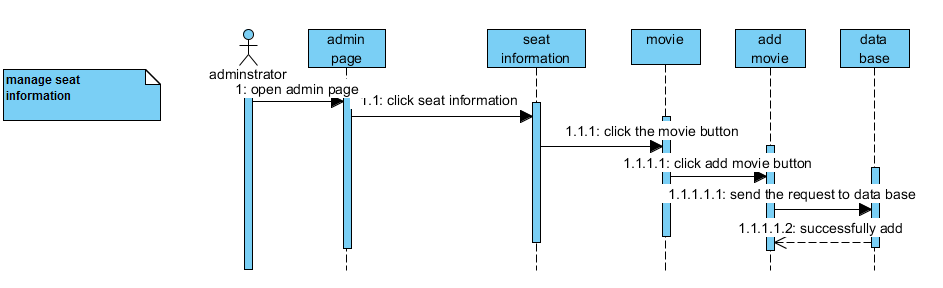 manage seat
information
adminstrator
admin
page
seat
information
movie
add
movie
data
base
1: open admin page
1.1: click seat information
1.1.1: click the movie button
1.1.1.1: click add movie button
1.1.1.1.1: send the request to data base
1.1.1.1.2: successfully add